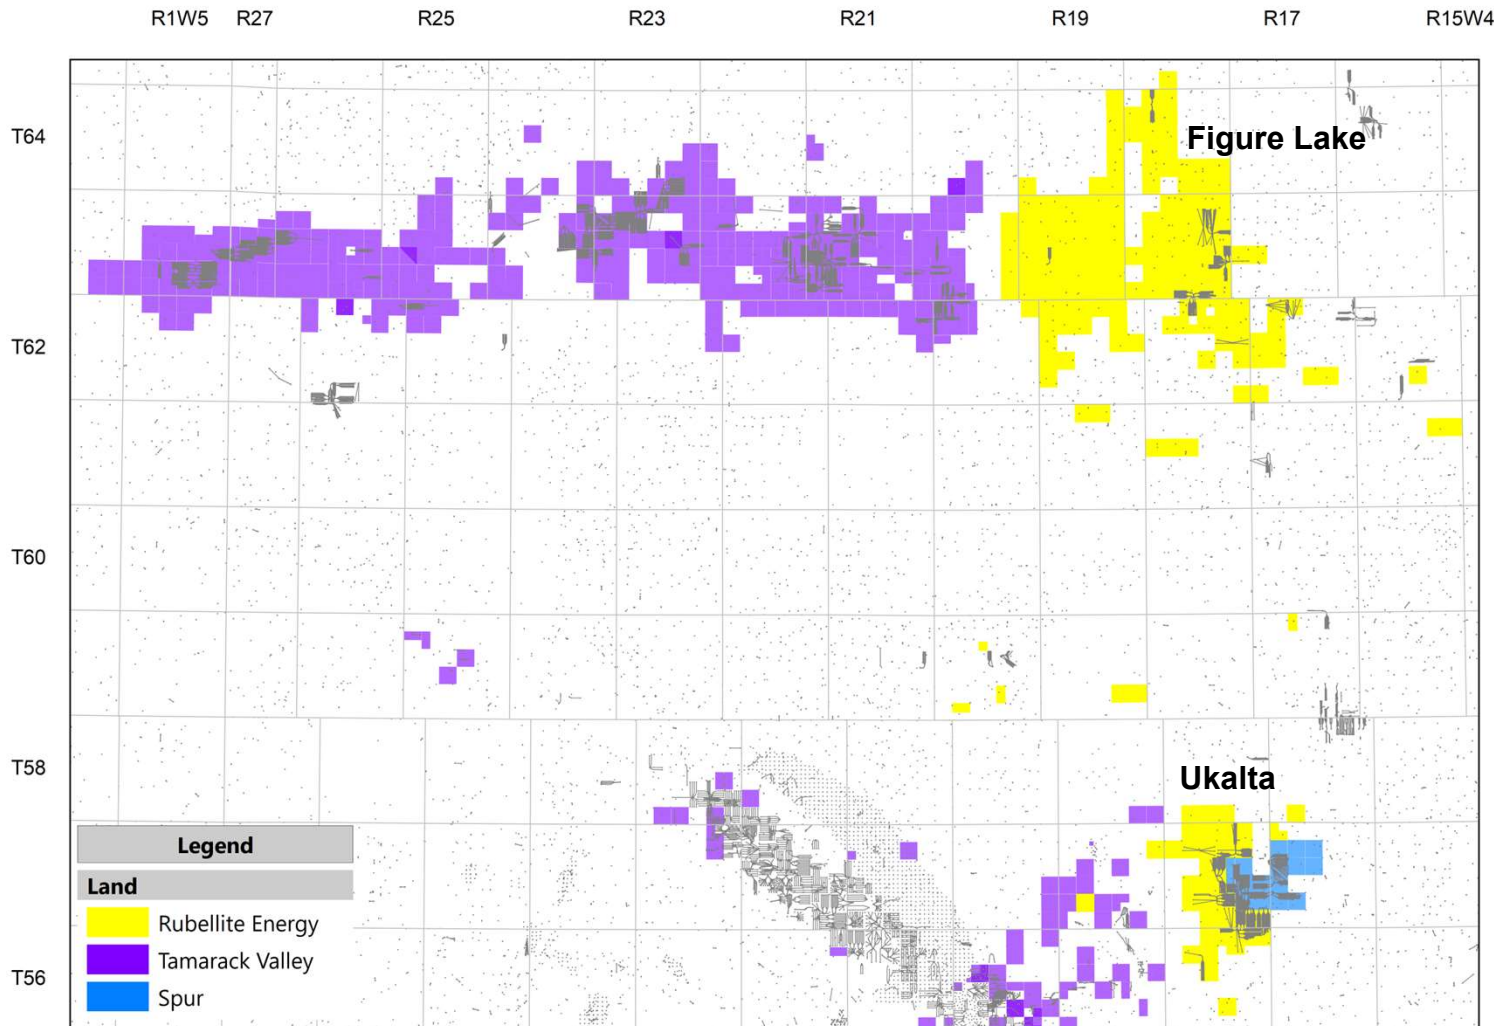 R1W5 R27 R25 R23 R21 R19 R17 R15W4
T64
Figure Lake
T62
T60
T58
Ukalta
Legend
Land
Rubellite Energy
Tamarack Valley
T56
Spur